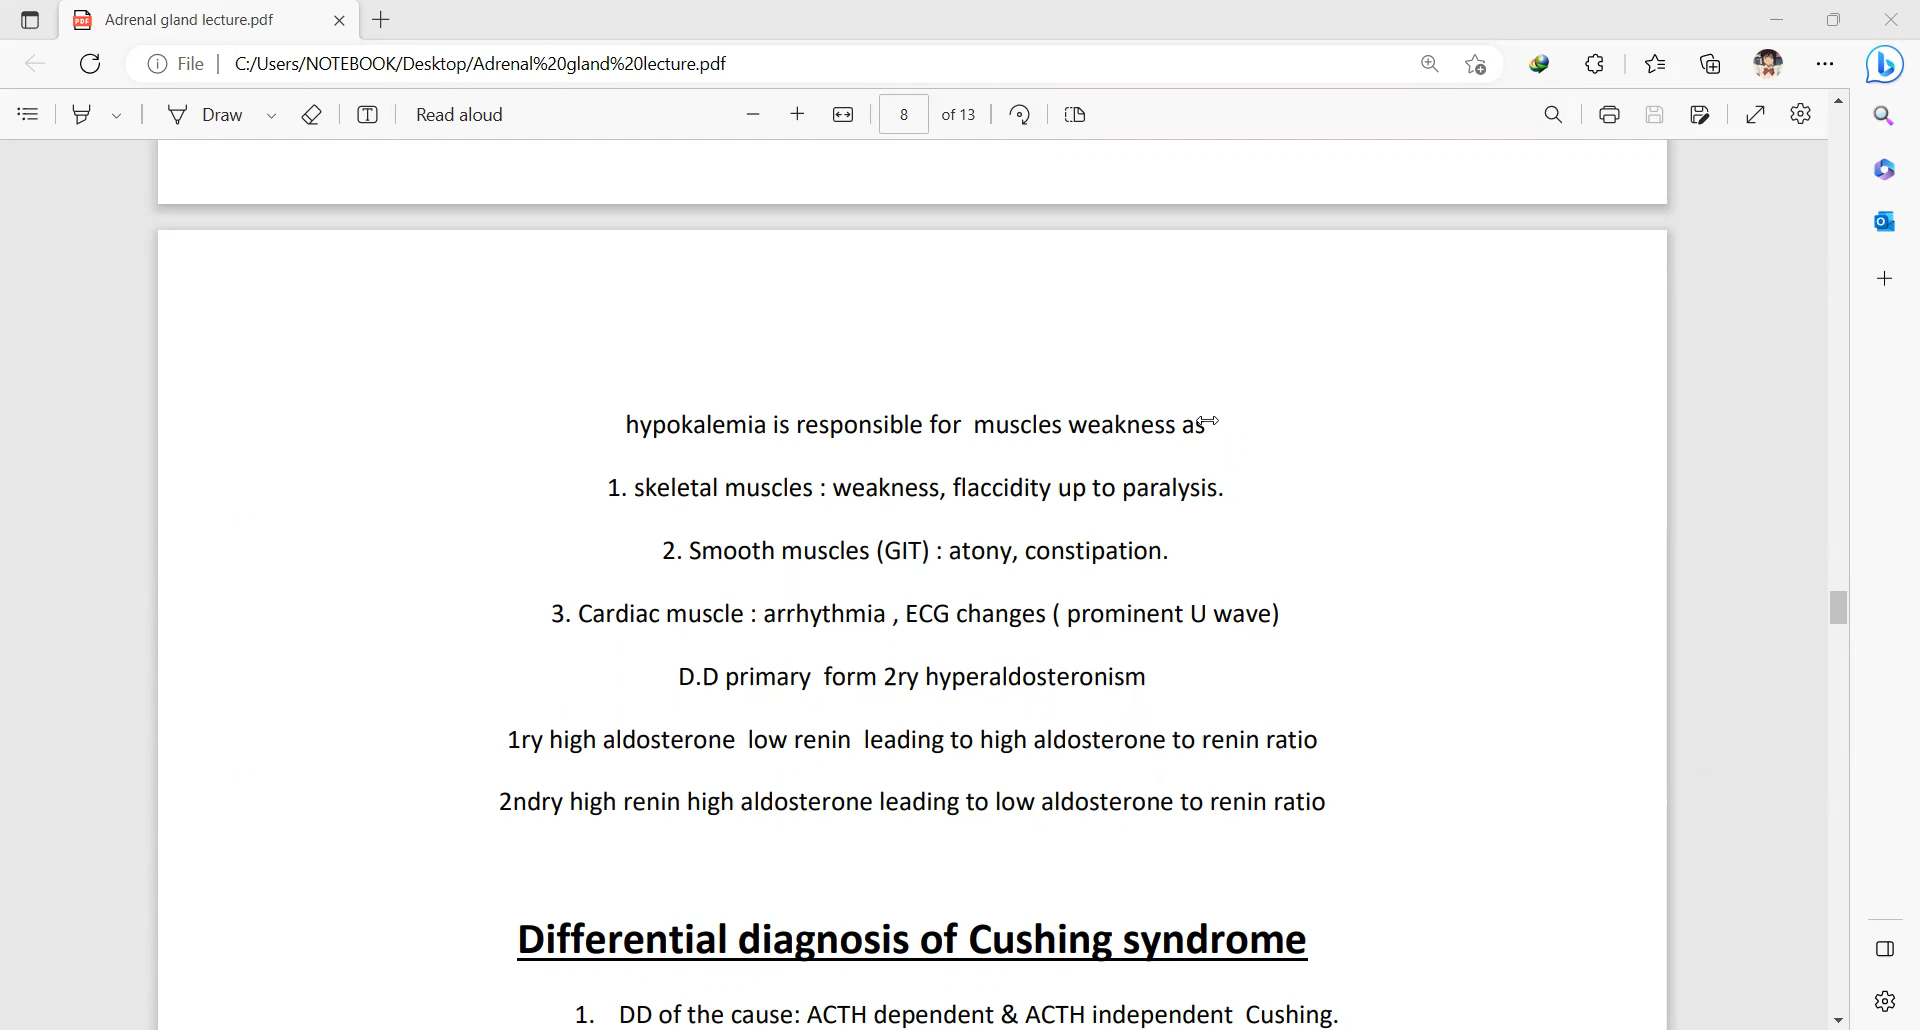 Adrenal gland lecture.pdf
File
C:/Users/NOTEBOOK/Desktop/Adrenal%20gland%20lecture.pdf
Draw
T
Read aloud
8 of 13
hypokalemia is responsible for muscles weakness as
1. skeletal muscles : weakness, flaccidity up to paralysis.
2. Smooth muscles (GIT) : atony, constipation.
3. Cardiac muscle : arrhythmia , ECG changes ( prominent U wave)
D.D primary form 2ry hyperaldosteronism
1ry high aldosterone low renin leading to high aldosterone to renin ratio
2ndry high renin high aldosterone leading to low aldosterone to renin ratio
Differential diagnosis of Cushing syndrome
1. DD of the cause: ACTH dependent & ACTH independent Cushing.